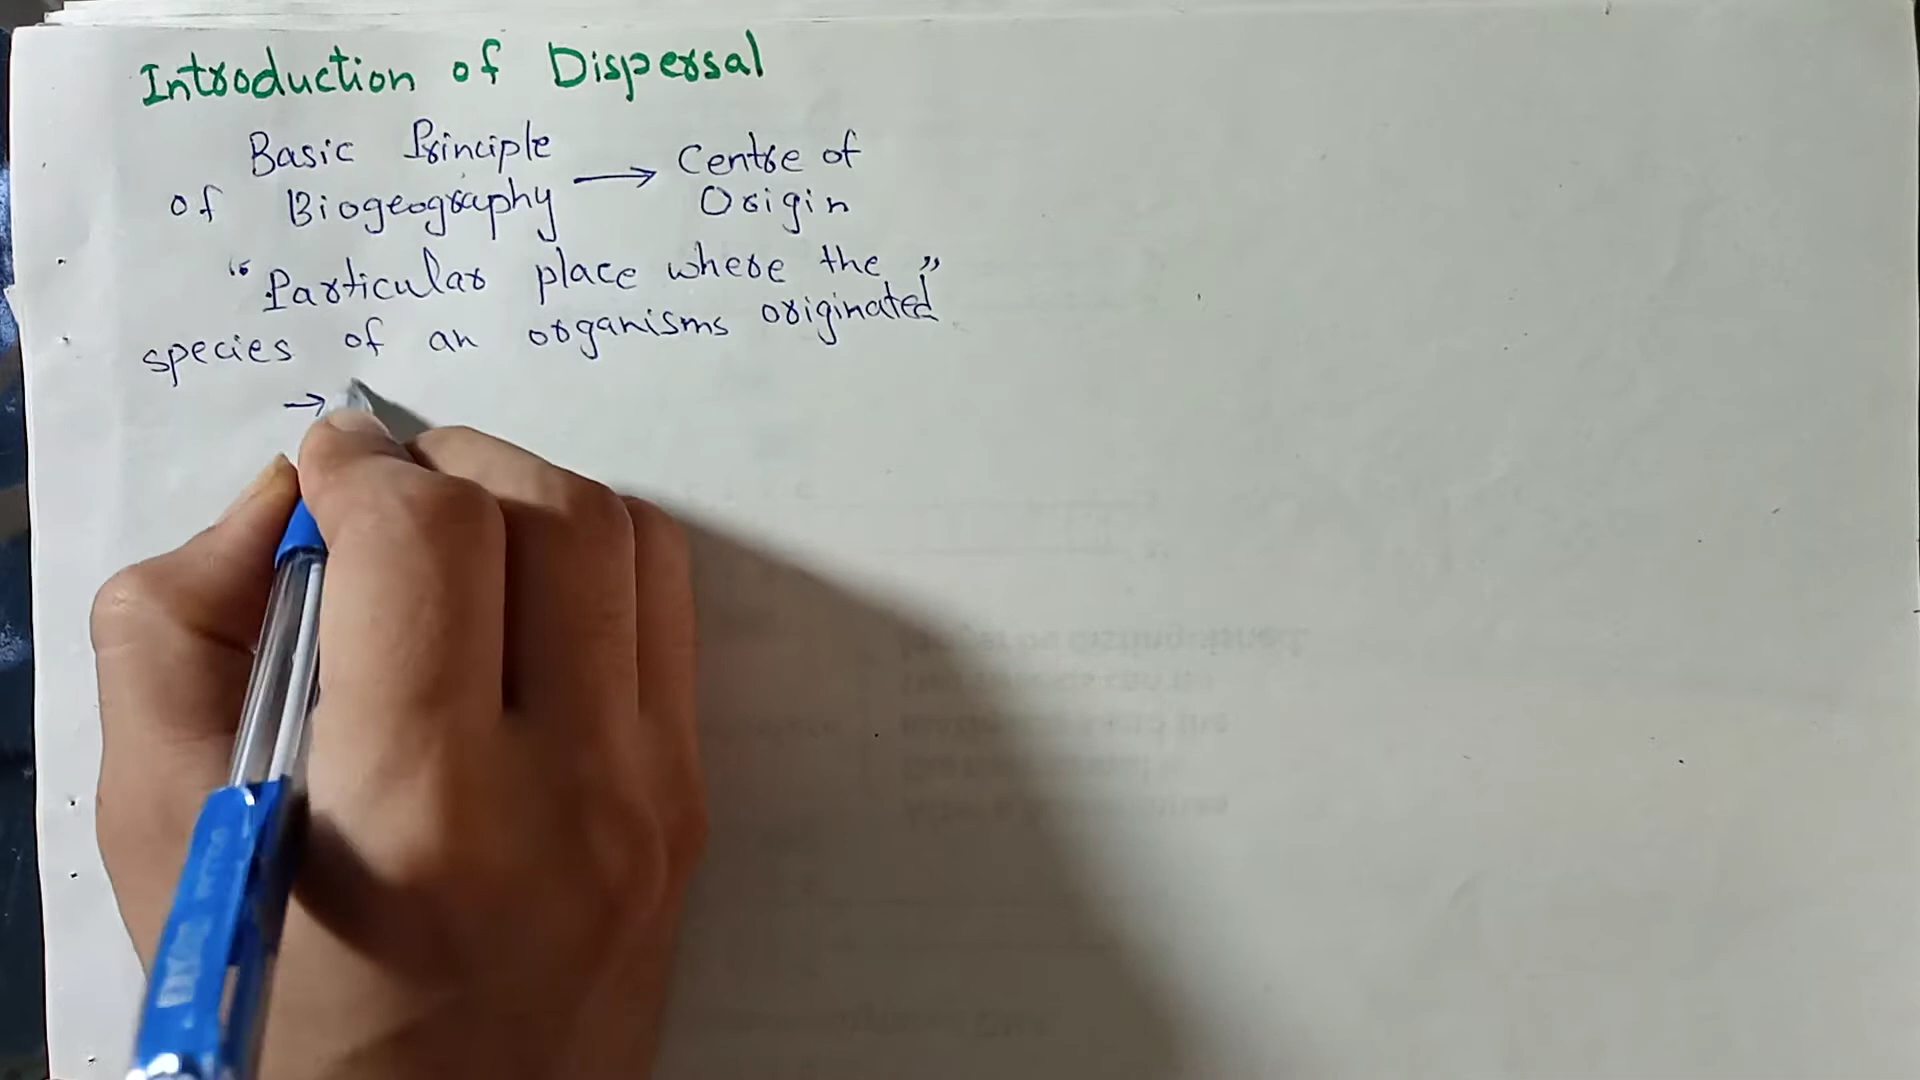 Introduction of Dispersal
Basic Principle
of Biogeography → Centre of
Origin
“Particular place where the ”
species of an organisms originated
→